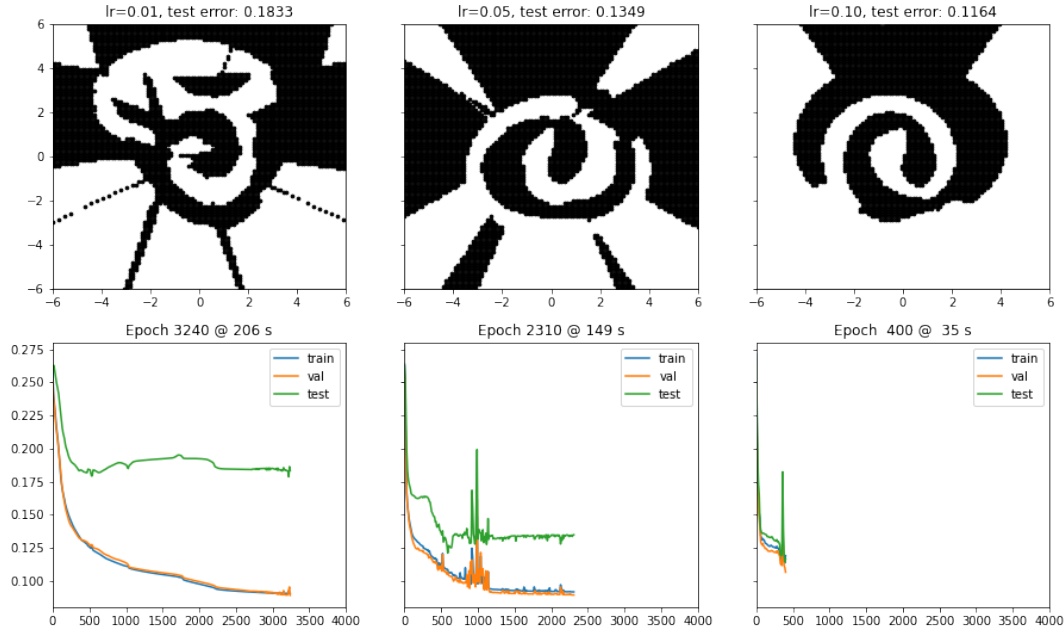 lr=0.01, test error: 0.1833
lr=0.05, test error: 0.1349
lr=0.10, test error: 0.1164
6
4
2
0
−2
−4
−6
−6 −4 −2 0 2 4 6
−6 −4 −2 0 2 4 6
−6 −4 −2 0 2 4 6
Epoch 3240 @ 206 s
Epoch 2310 @ 149 s
Epoch 400 @ 35 s
0.275
0.250
0.225
0.200
0.175
0.150
0.125
0.100
train
val
test
train
val
test
train
val
test
0 500 1000 1500 2000 2500 3000 3500 4000
0 500 1000 1500 2000 2500 3000 3500 4000
0 500 1000 1500 2000 2500 3000 3500 4000